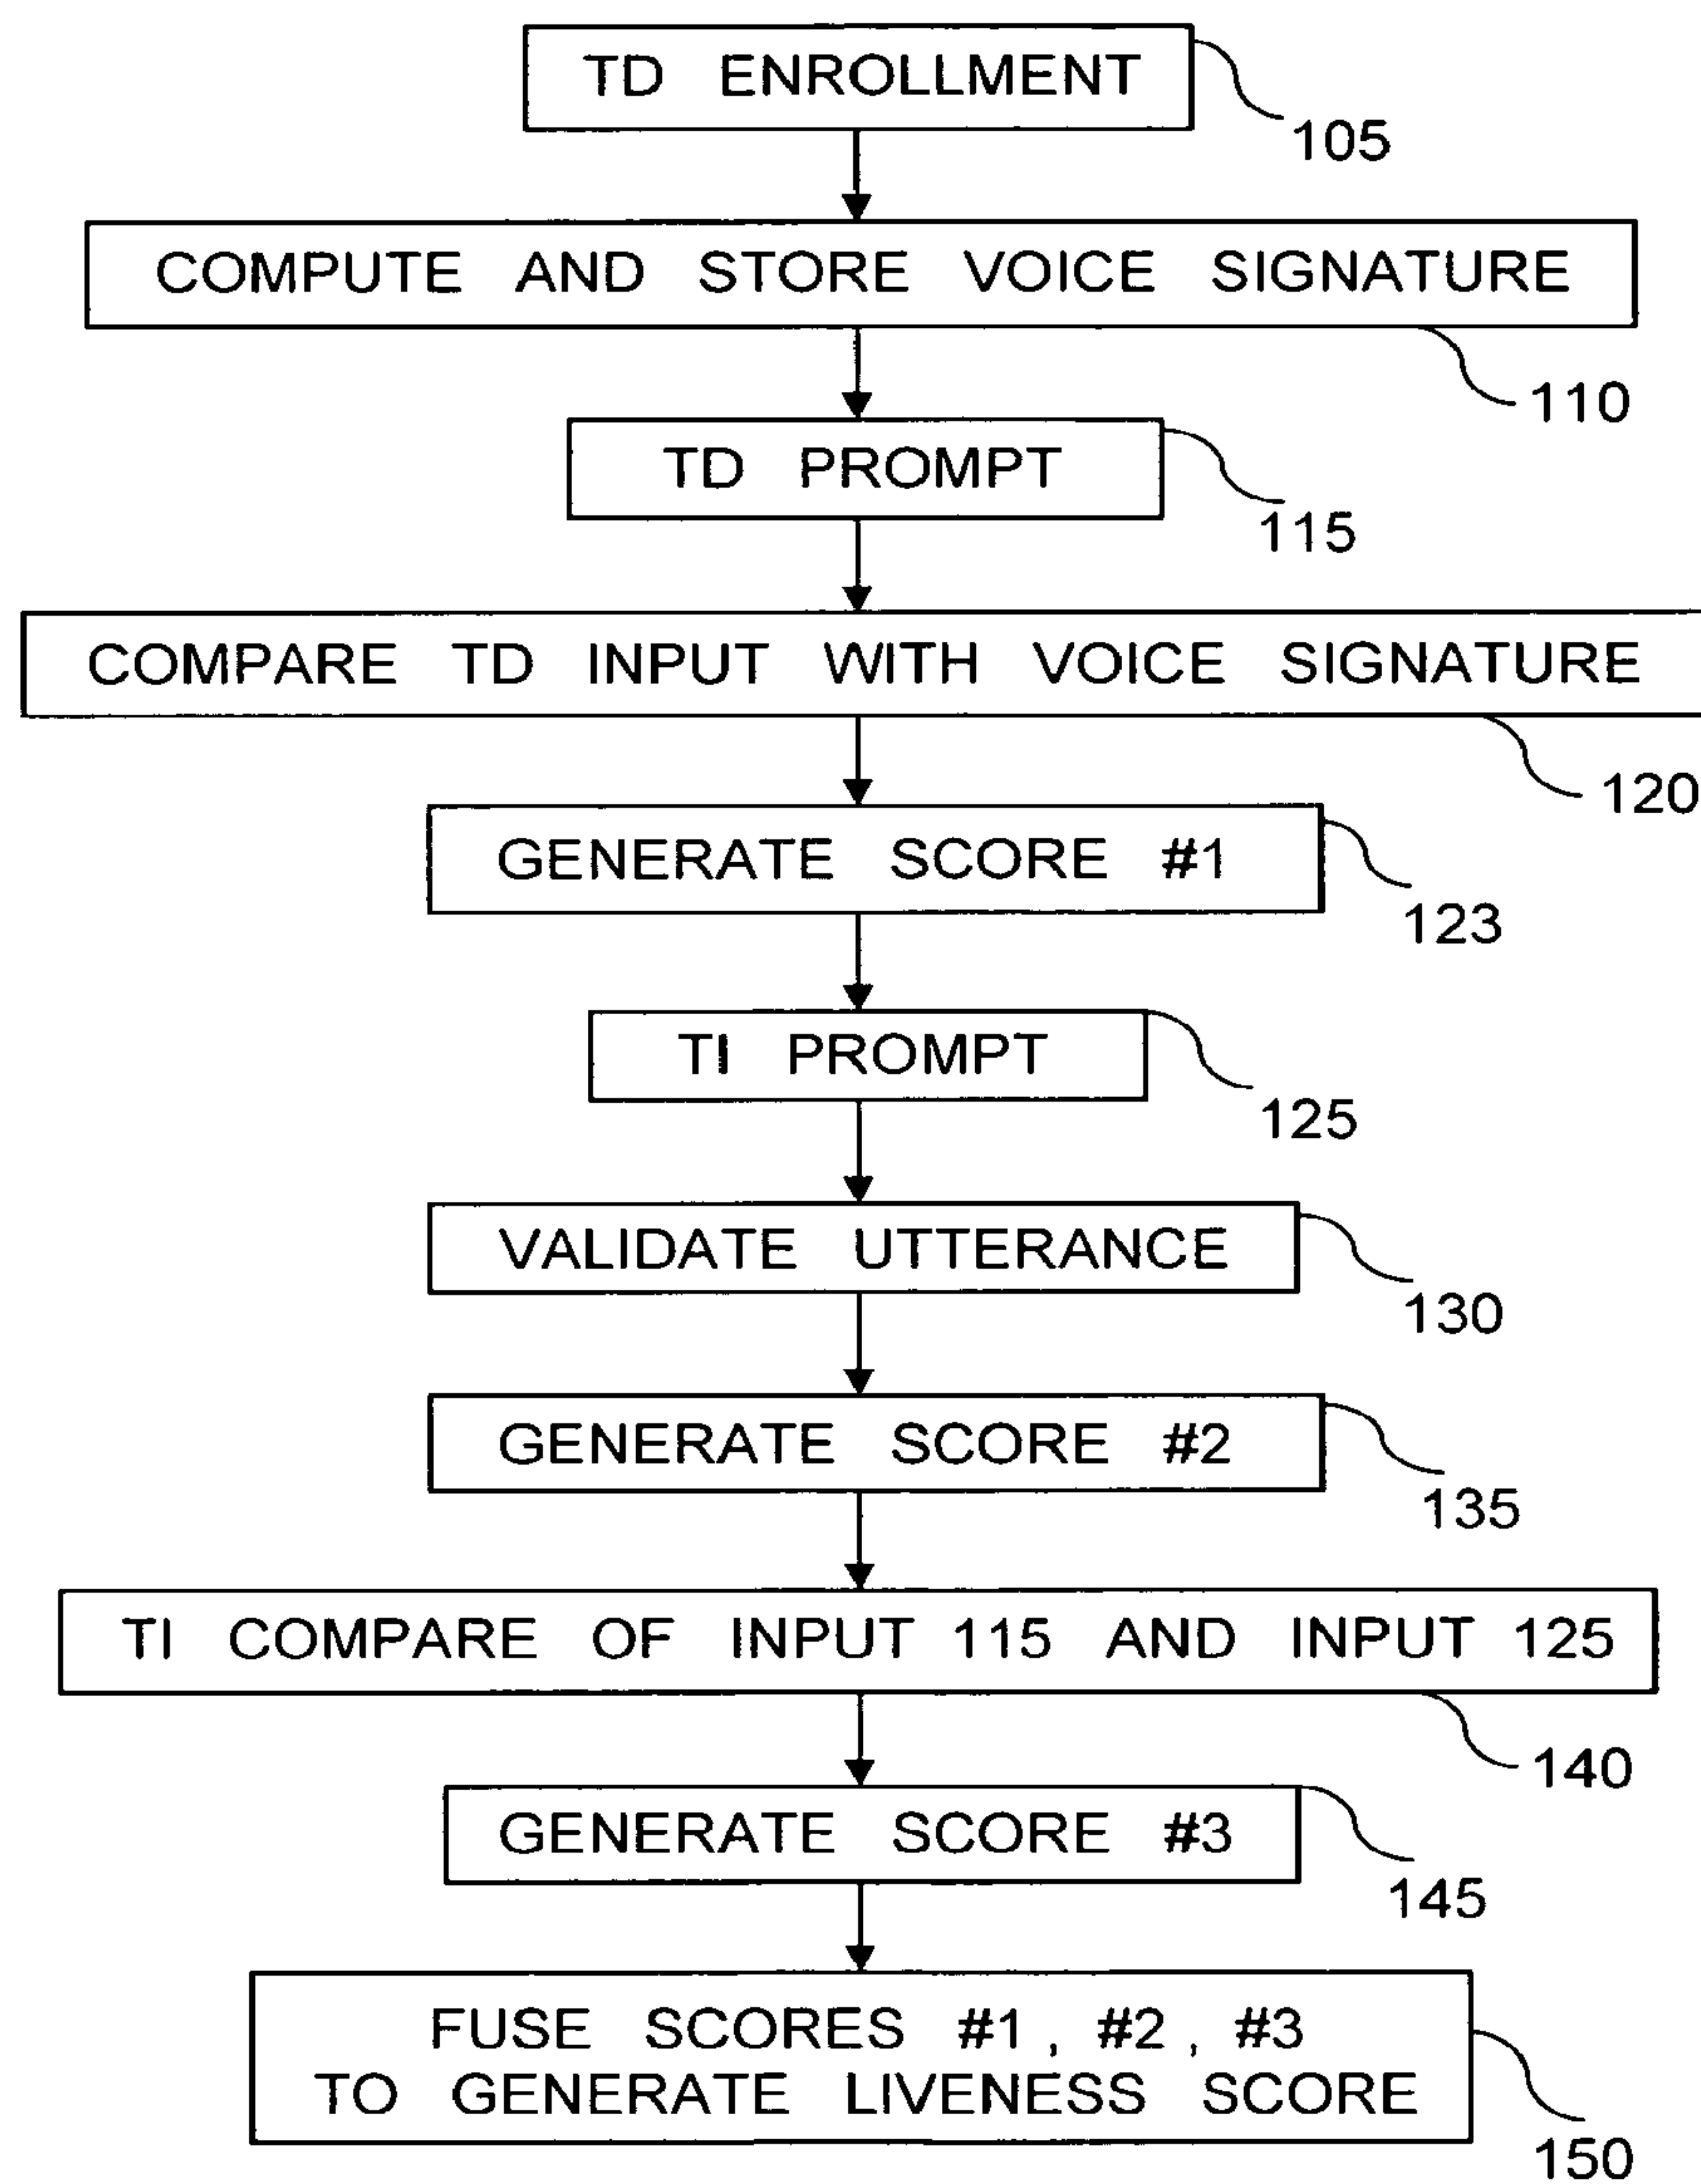 TD ENROLLMENT
105
COMPUTE AND STORE VOICE SIGNATURE
110
TD PROMPT
115
COMPARE TD INPUT WITH VOICE SIGNATURE
120
GENERATE SCORE #1
123
TI PROMPT
125
VALIDATE UTTERANCE
130
GENERATE SCORE #2
135
TI COMPARE OF INPUT 115 AND INPUT 125
140
GENERATE SCORE #3
145
FUSE SCORES #1, #2, #3
TO GENERATE LIVENESS SCORE
150